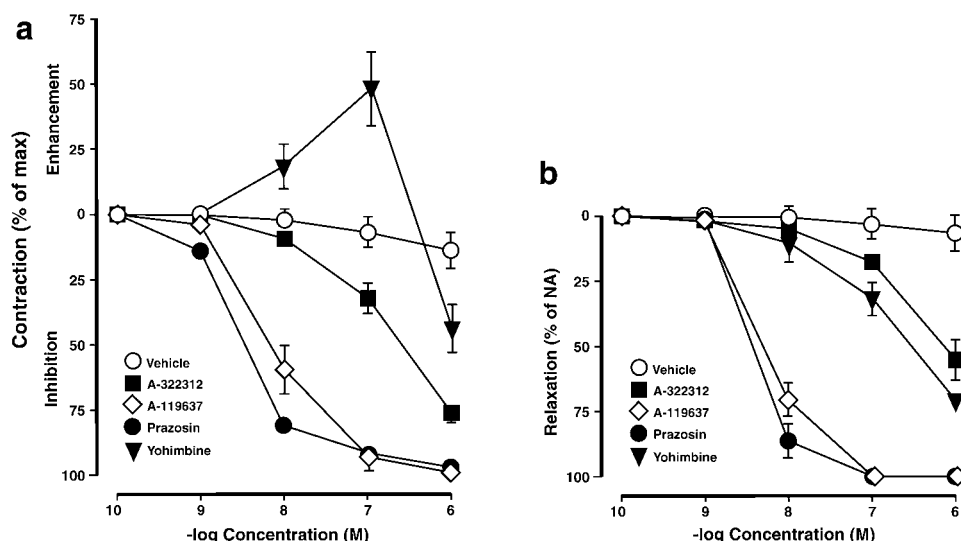 a
75
50
25
0
25
50
75
100
Enhancement
Inhibition
Contraction (% of max)
Vehicle
A-322312
A-119637
Prazosin
Yohimbine
10 9 8 7 6
-log Concentration (M)
b
0
25
50
75
100
Relaxation (% of NA)
Vehicle
A-322312
A-119637
Prazosin
Yohimbine
10 9 8 7 6
-log Concentration (M)